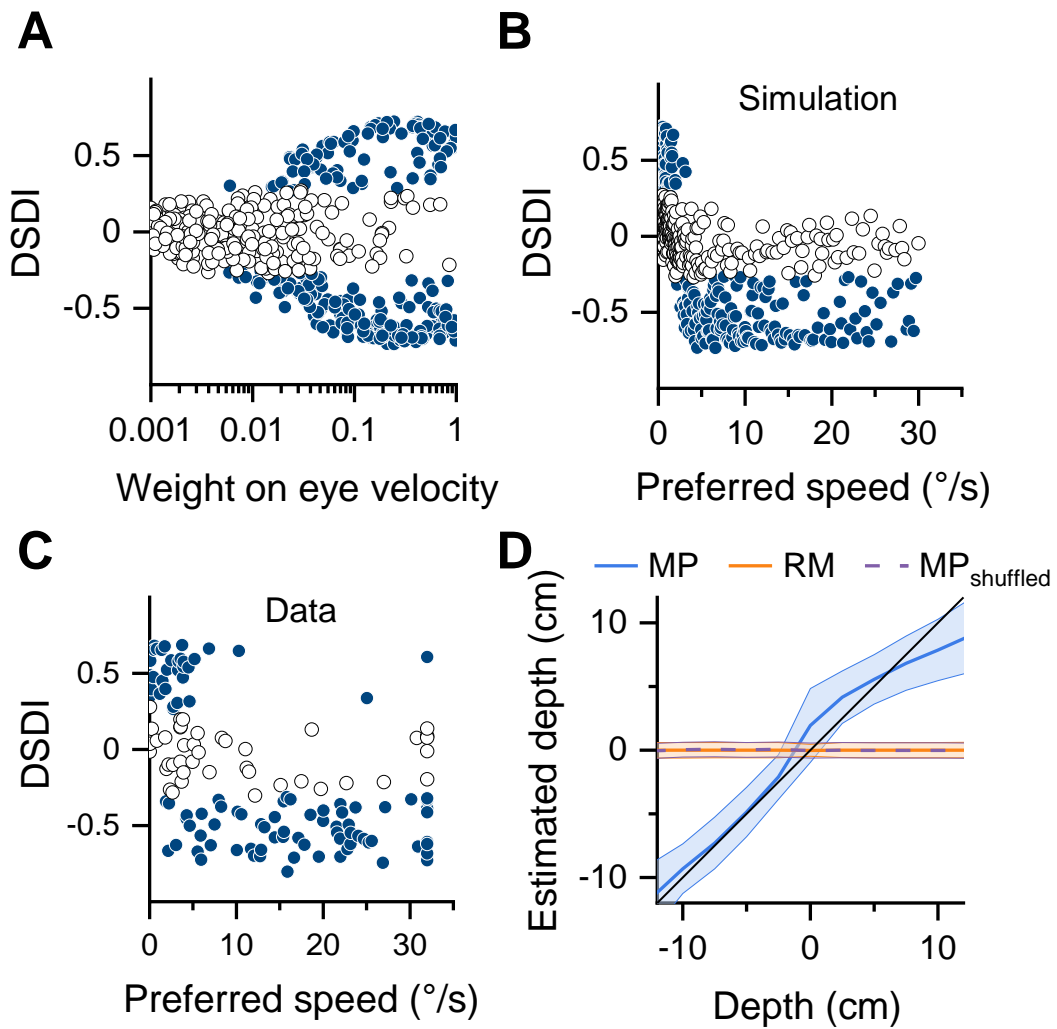 A
DSDI
0.5
0
-0.5
0.001
0.01
0.1
1
Weight on eye velocity
B
Simulation
DSDI
0.5
0
-0.5
0
10
20
30
Preferred speed (°/s)
C
Data
DSDI
0.5
0
-0.5
0
10
20
30
Preferred speed (°/s)
D
MP
RM
MP shuffled
Estimated depth (cm)
10
0
-10
-10
0
10
Depth (cm)